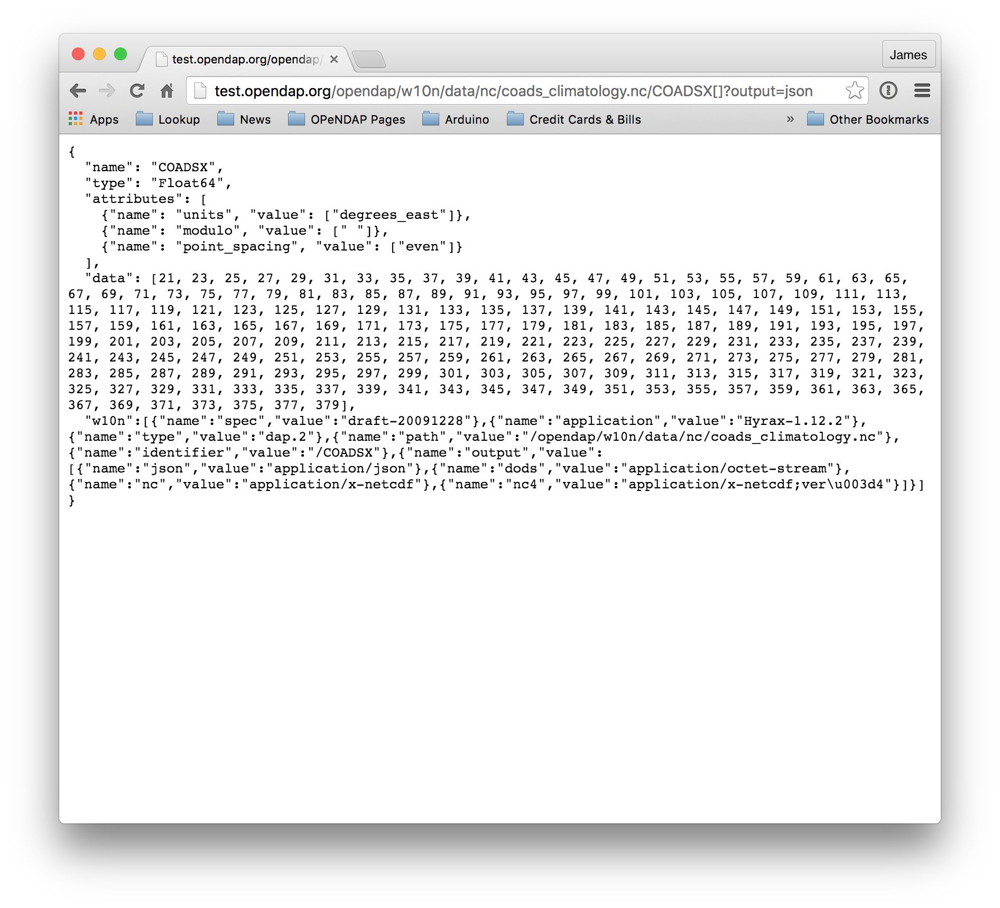 test.opendap.org/opendap/
James
test.opendap.org/opendap/w10n/data/nc/coads_climatology.nc/COADSX[]?output=json
Apps Lookup News OPeNDAP Pages Arduino Credit Cards & Bills » Other Bookmarks
{
"name": "COADSX",
"type": "Float64",
"attributes": [
{"name": "units", "value": ["degrees_east"]},
{"name": "modulo", "value": [" "]},
{"name": "point_spacing", "value": ["even"]}
],
"data": [21, 23, 25, 27, 29, 31, 33, 35, 37, 39, 41, 43, 45, 47, 49, 51, 53, 55, 57, 59, 61, 63, 65,
67, 69, 71, 73, 75, 77, 79, 81, 83, 85, 87, 89, 91, 93, 95, 97, 99, 101, 103, 105, 107, 109, 111, 113,
115, 117, 119, 121, 123, 125, 127, 129, 131, 133, 135, 137, 139, 141, 143, 145, 147, 149, 151, 153, 155,
157, 159, 161, 163, 165, 167, 169, 171, 173, 175, 177, 179, 181, 183, 185, 187, 189, 191, 193, 195, 197,
199, 201, 203, 205, 207, 209, 211, 213, 215, 217, 219, 221, 223, 225, 227, 229, 231, 233, 235, 237, 239,
241, 243, 245, 247, 249, 251, 253, 255, 257, 259, 261, 263, 265, 267, 269, 271, 273, 275, 277, 279, 281,
283, 285, 287, 289, 291, 293, 295, 297, 299, 301, 303, 305, 307, 309, 311, 313, 315, 317, 319, 321, 323,
325, 327, 329, 331, 333, 335, 337, 339, 341, 343, 345, 347, 349, 351, 353, 355, 357, 359, 361, 363, 365,
367, 369, 371, 373, 375, 377, 379],
"w10n":[{"name":"spec","value":"draft-20091228"},{"name":"application","value":"Hyrax-1.12.2"},
{"name":"type","value":"dap.2"},{"name":"path","value":"/opendap/w10n/data/nc/coads_climatology.nc"},
{"name":"identifier","value":"/COADSX"},{"name":"output","value":
[{"name":"json","value":"application/json"},{"name":"dods","value":"application/octet-stream"},
{"name":"nc","value":"application/x-netcdf"},{"name":"nc4","value":"application/x-netcdf;ver\u003d4"}]}]
}